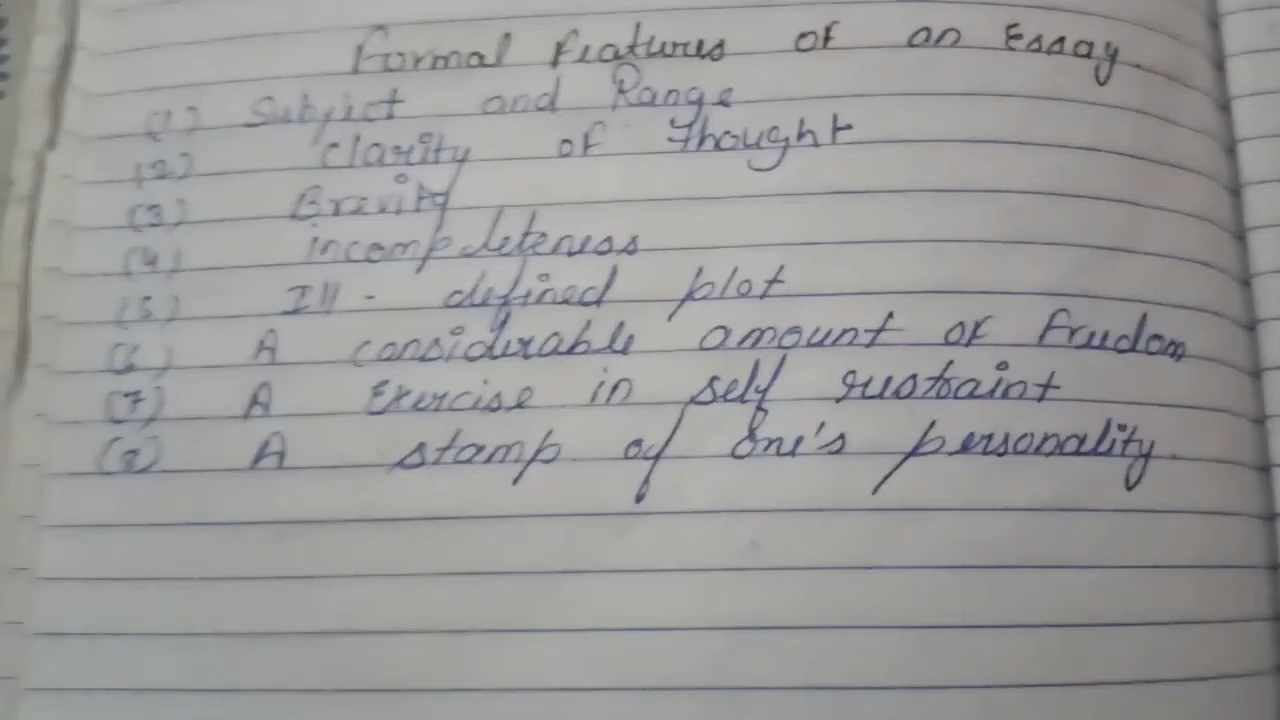 Formal Features of an Essay.
(1) Subject and Range
(2) Clarity of Thought
(3) Brevity
(4) incompleteness
(5) Ill-defined plot
(6) A considerable amount of Freedom
(7) A Exercise in self restraint
(8) A stamp of One's personality.